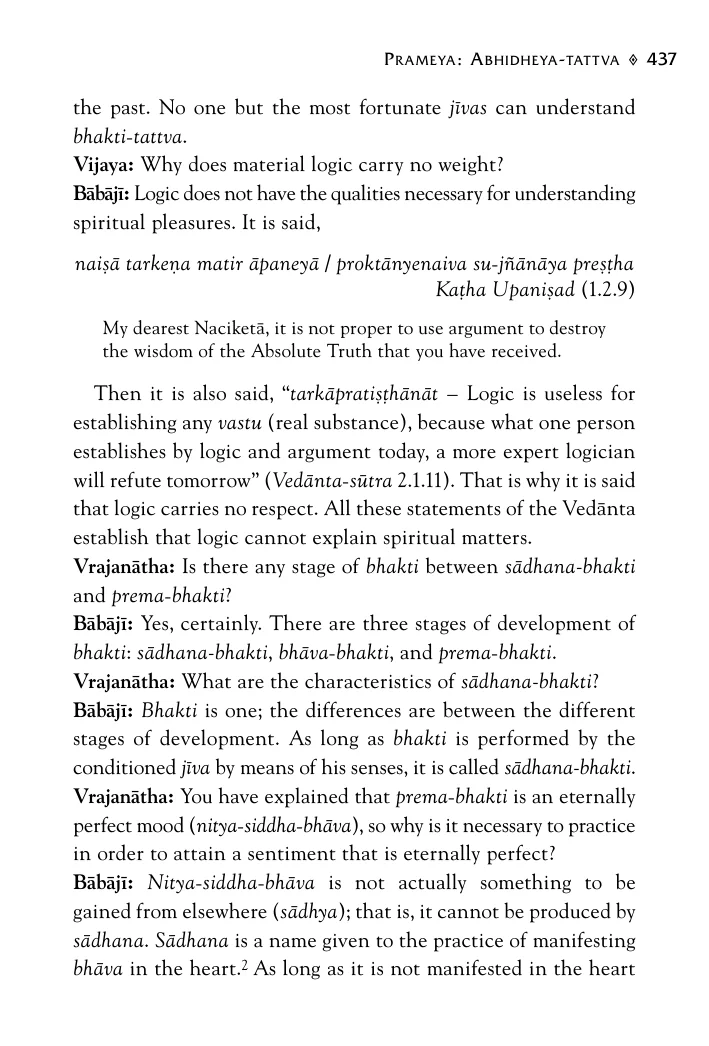 Prameya: Abhidheya-tattva ◈ 437
the past. No one but the most fortunate jīvas can understand
bhakti-tattva.
Vijaya: Why does material logic carry no weight?
Bābājī: Logic does not have the qualities necessary for understanding
spiritual pleasures. It is said,
naiṣā tarkeṇa matir āpaneyā / proktānyenaiva su-jñānāya preṣṭha
Kaṭha Upaniṣad (1.2.9)
My dearest Naciketā, it is not proper to use argument to destroy
the wisdom of the Absolute Truth that you have received.
Then it is also said, “tarkāpratiṣṭhānāt – Logic is useless for
establishing any vastu (real substance), because what one person
establishes by logic and argument today, a more expert logician
will refute tomorrow” (Vedānta-sūtra 2.1.11). That is why it is said
that logic carries no respect. All these statements of the Vedānta
establish that logic cannot explain spiritual matters.
Vrajanātha: Is there any stage of bhakti between sādhana-bhakti
and prema-bhakti?
Bābājī: Yes, certainly. There are three stages of development of
bhakti: sādhana-bhakti, bhāva-bhakti, and prema-bhakti.
Vrajanātha: What are the characteristics of sādhana-bhakti?
Bābājī: Bhakti is one; the differences are between the different
stages of development. As long as bhakti is performed by the
conditioned jīva by means of his senses, it is called sādhana-bhakti.
Vrajanātha: You have explained that prema-bhakti is an eternally
perfect mood (nitya-siddha-bhāva), so why is it necessary to practice
in order to attain a sentiment that is eternally perfect?
Bābājī: Nitya-siddha-bhāva is not actually something to be
gained from elsewhere (sādhya); that is, it cannot be produced by
sādhana. Sādhana is a name given to the practice of manifesting
bhāva in the heart.2 As long as it is not manifested in the heart